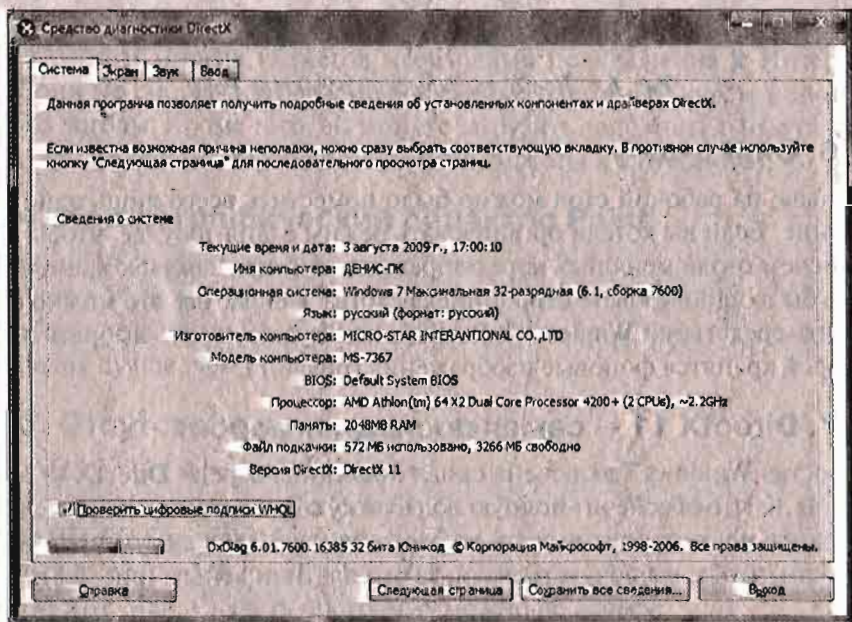 Средство диагностики DirectX
Система Экран Звук Ввод
Данная программа позволяет получить подробные сведения об установленных компонентах и драйверах DirectX.
Если известна возможная причина неполадки, можно сразу выбрать соответствующую вкладку. В противном случае используйте
кнопку "Следующая страница" для последовательного просмотра страниц.
Сведения о системе
Текущие время и дата: 3 августа 2009 г., 17:00:10
Имя компьютера: ДЕНИС-ПК
Операционная система: Windows 7 Максимальная 32-разрядная (6.1, сборка 7600)
Язык: русский (формат: русский)
Изготовитель компьютера: MICRO-STAR INTERANTIONAL CO.,LTD
Модель компьютера: MS-7367
BIOS: Default System BIOS
Процессор: AMD Athlon(tm) 64 X2 Dual Core Processor 4200+ (2 CPUs), ~2.2GHz
Память: 2048MB RAM
Файл подкачки: 572 МБ использовано, 3266 МБ свободно
Версия DirectX: DirectX 11
Проверить цифровые подписи WHQL
DxDiag 6.01.7600.16385 32 бита Юникод © Корпорация Майкрософт, 1998-2006. Все права защищены.
Справка Следующая страница Сохранить все сведения... Выход